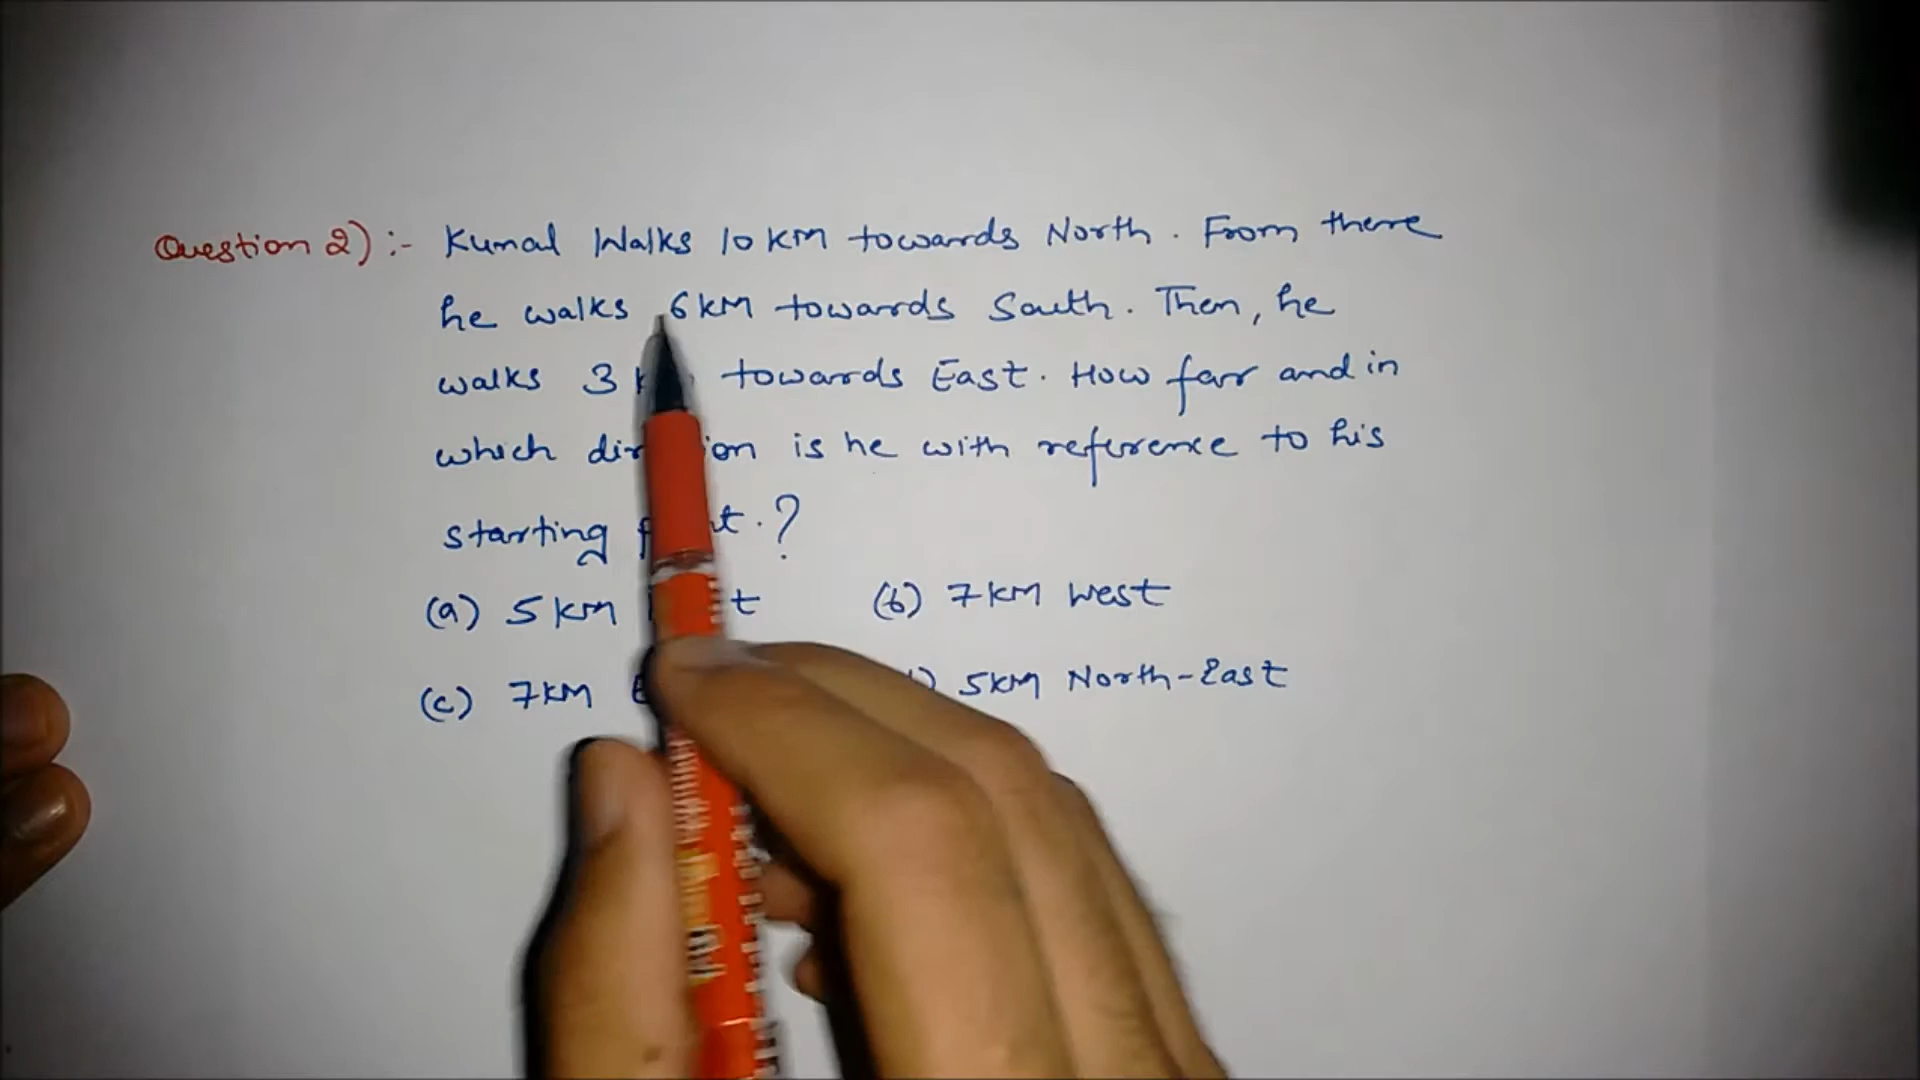 Question 2) :- Kumal Walks 10 KM towards North. From there
he walks 6 KM towards South. Then, he
walks 3 towards East. How far and in
which is he with reference to his
starting ?
(a) 5 KM (b) 7 KM West
(c) 7 KM 5 KM North-East